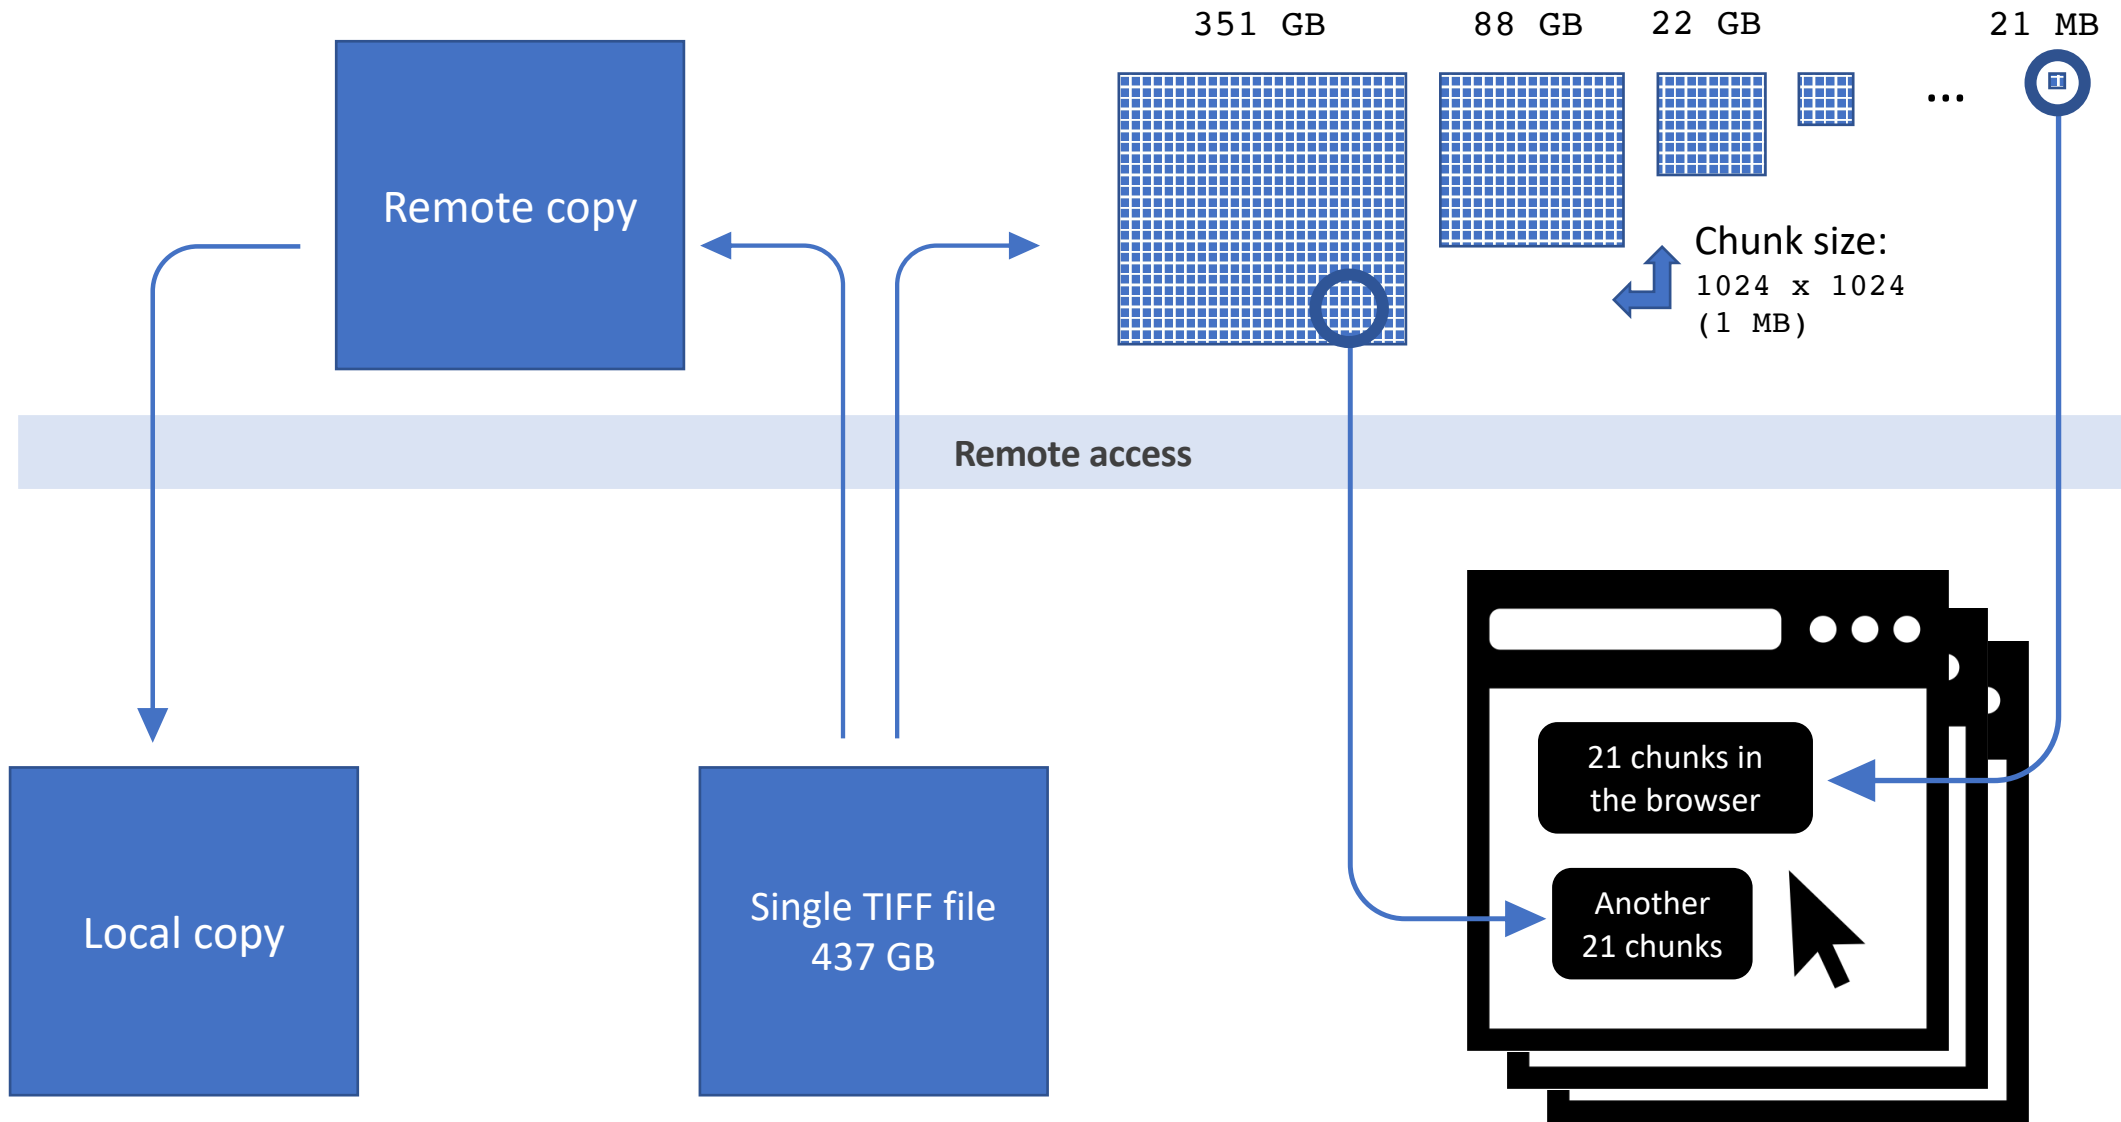 351 GB
88 GB
22 GB
21 MB
...
Remote copy
Chunk size:
1024 x 1024
(1 MB)
Remote access
21 chunks in
the browser
Another
21 chunks
Single TIFF file
437 GB
Local copy